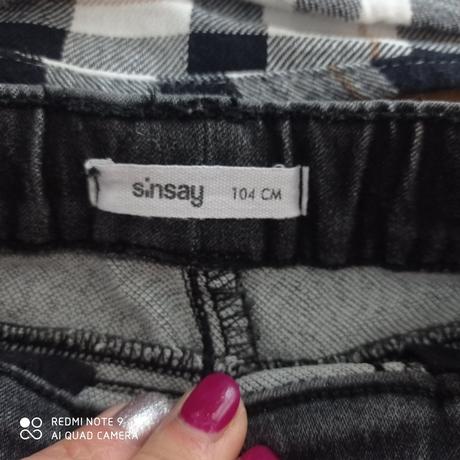 sinsay 104 CM
REDMI NOTE 9
AI QUAD CAMERA